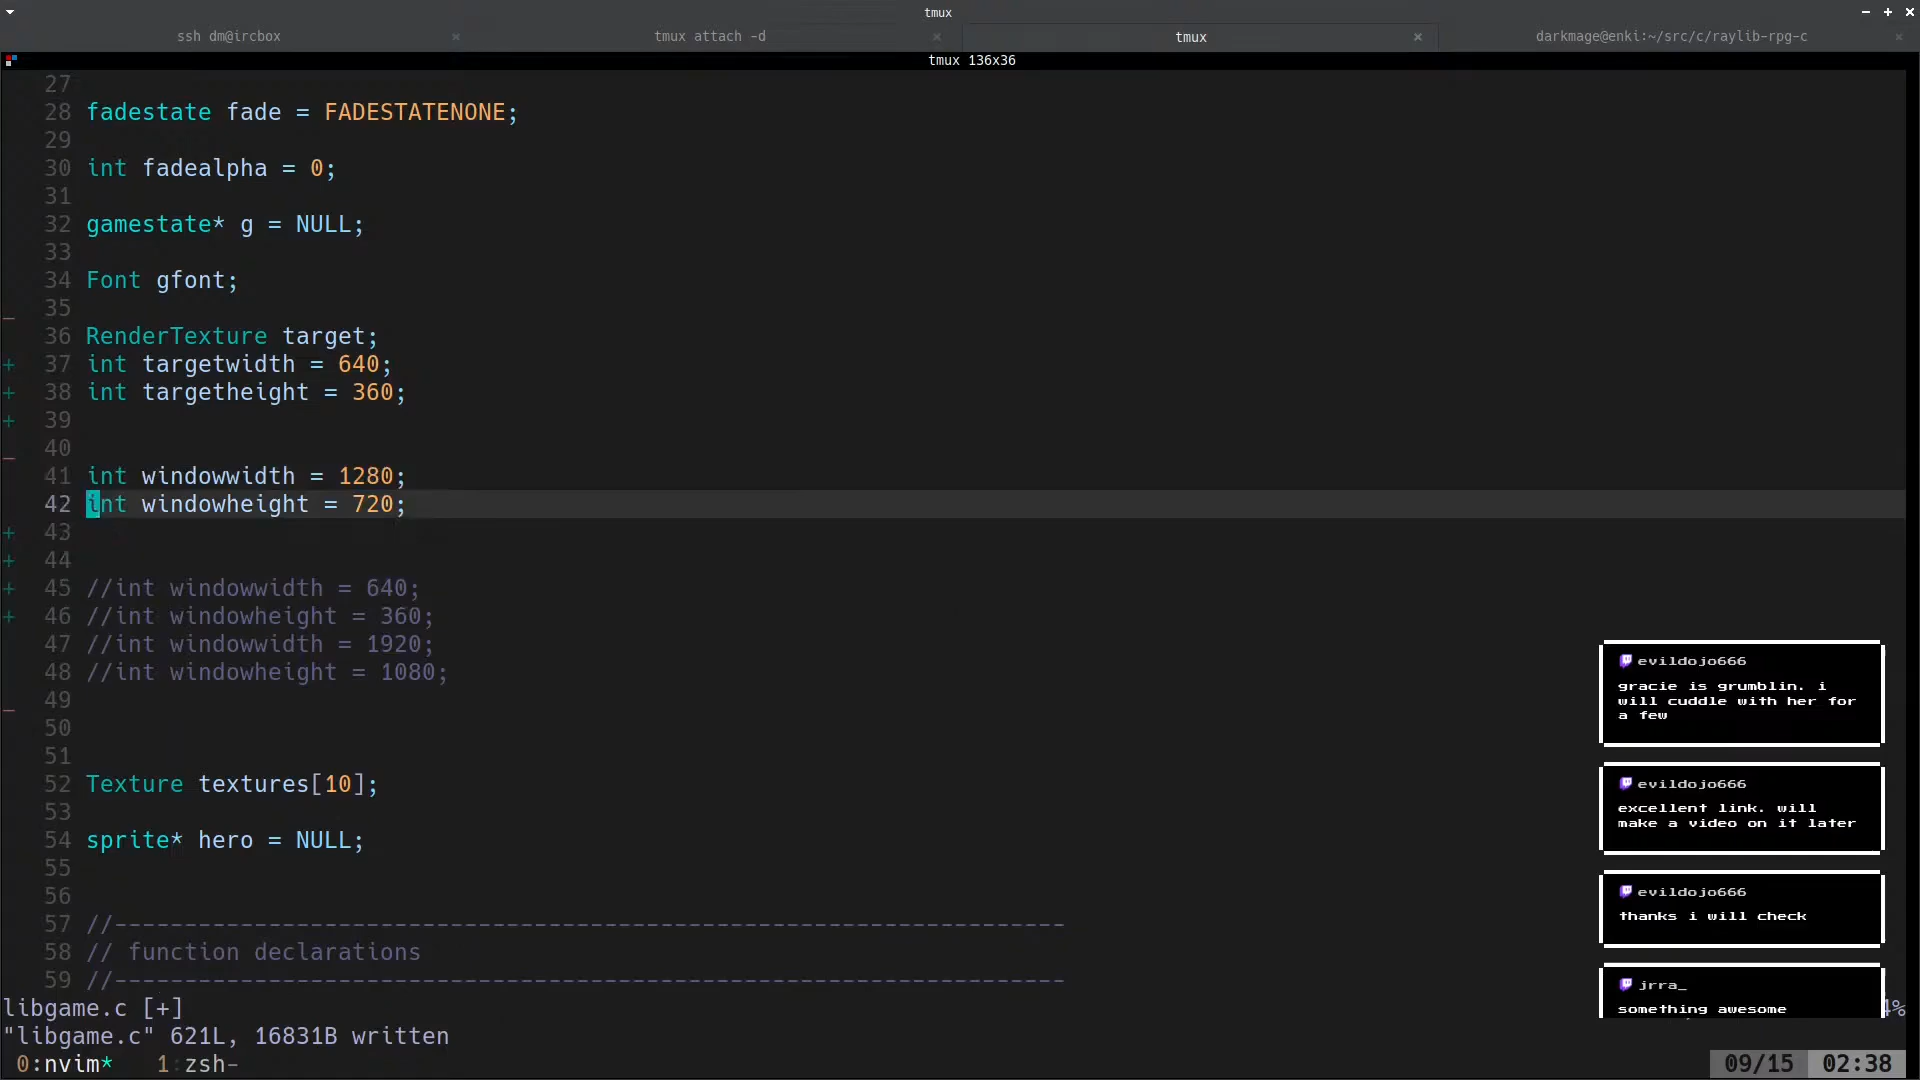 tmux
ssh dm@ircbox × tmux attach -d × tmux × darkmage@enki:~/src/c/raylib-rpg-c ×
tmux 136x36
27
28 fadestate fade = FADESTATENONE;
29
30 int fadealpha = 0;
31
32 gamestate* g = NULL;
33
34 Font gfont;
35
36 RenderTexture target;
+ 37 int targetwidth = 640;
+ 38 int targetheight = 360;
+ 39
40
41 int windowwidth = 1280;
42 int windowheight = 720;
+ 43
+ 44
+ 45 //int windowwidth = 640;
+ 46 //int windowheight = 360;
47 //int windowwidth = 1920;
48 //int windowheight = 1080;
49
50
51
52 Texture textures[10];
53
54 sprite* hero = NULL;
55
56
57 //--------------------------------------------------------------------
58 // function declarations
59 //--------------------------------------------------------------------
evildojo666
gracie is grumblin. i
will cuddle with her for
a few
evildojo666
excellent link. will
make a video on it later
evildojo666
thanks i will check
jrra_
something awesome
libgame.c [+]
"libgame.c" 621L, 16831B written
0:nvim* 1:zsh-
09/15 02:38